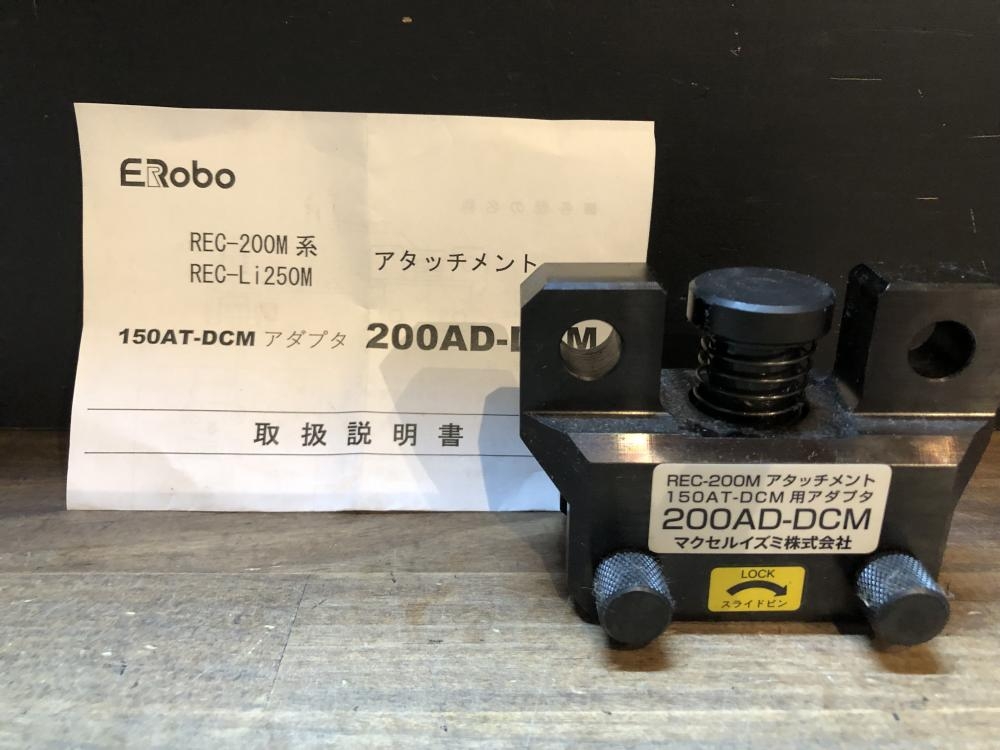 ERobo
REC-200M 系
REC-Li250M
アタッチメント
150AT-DCM アダプタ 200AD-DCM
取扱説明書
REC-200M アタッチメント
150AT-DCM 用アダプタ
200AD-DCM
マクセルイズミ株式会社
LOCK
スライドピン